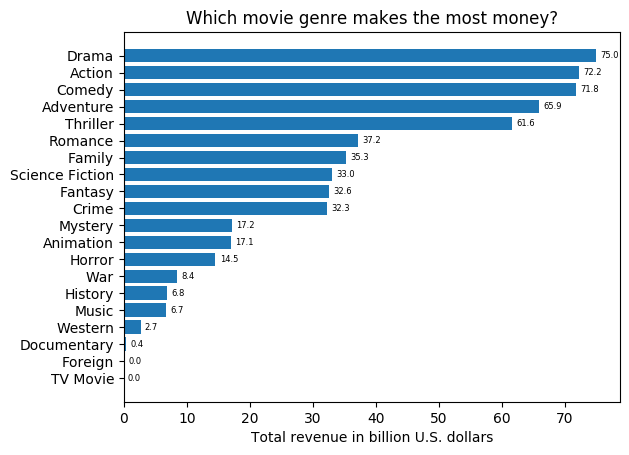 Which movie genre makes the most money?
Drama 75.0
Action 72.2
Comedy 71.8
Adventure 65.9
Thriller 61.6
Romance 37.2
Family 35.3
Science Fiction 33.0
Fantasy 32.6
Crime 32.3
Mystery 17.2
Animation 17.1
Horror 14.5
War 8.4
History 6.8
Music 6.7
Western 2.7
Documentary 0.4
Foreign 0.0
TV Movie 0.0
0 10 20 30 40 50 60 70
Total revenue in billion U.S. dollars